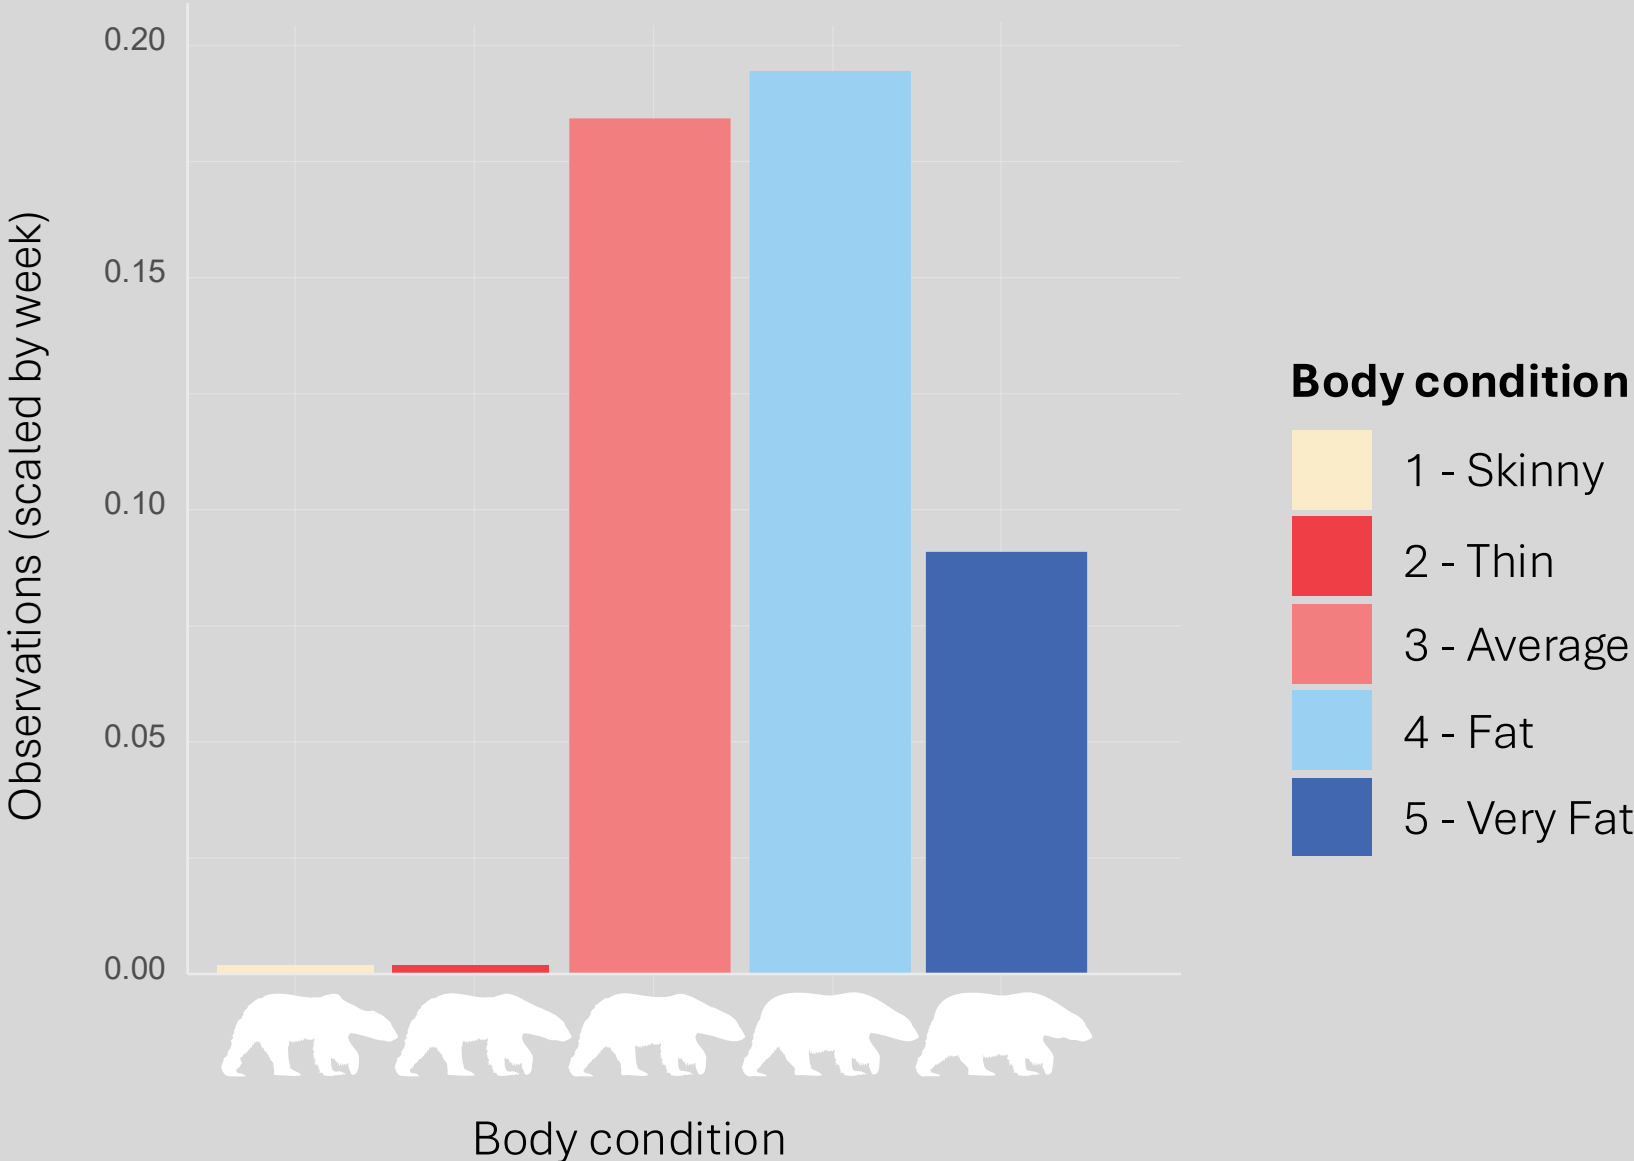 0.20
0.15
0.10
0.05
0.00
Observations (scaled by week)
Body condition
Body condition
1 - Skinny
2 - Thin
3 - Average
4 - Fat
5 - Very Fat